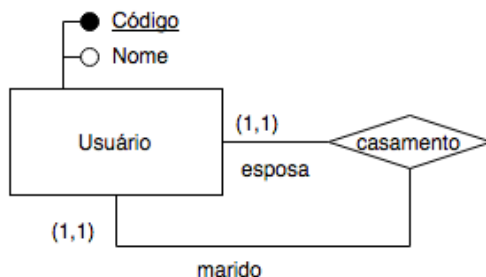 Código
Nome
Usuário
(1,1)
esposa
casamento
(1,1)
marido